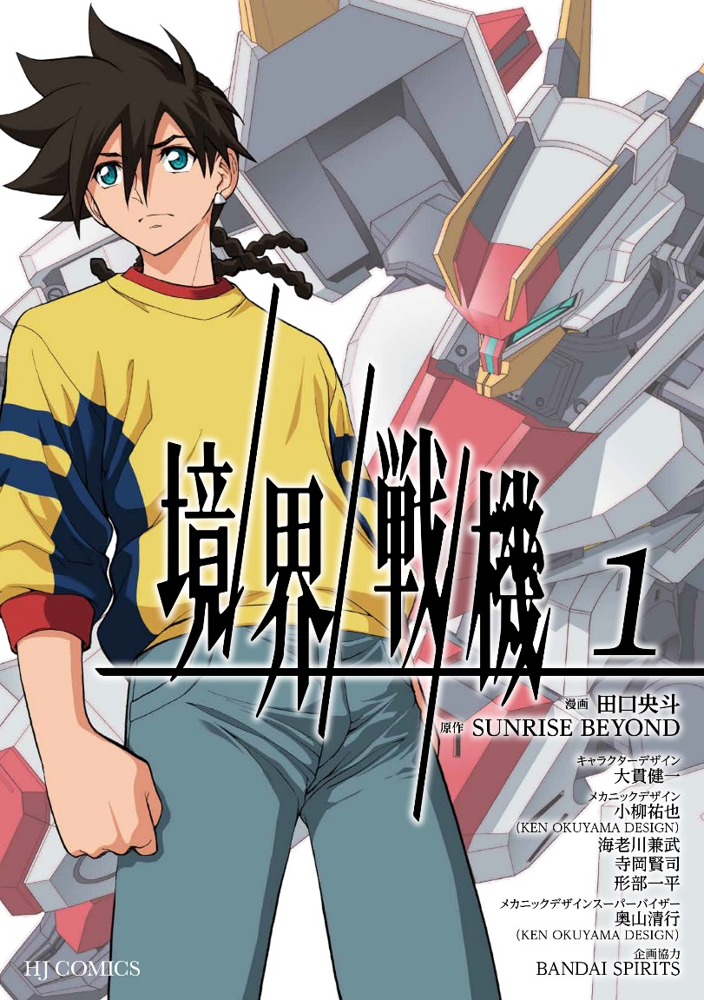 境界戦機 1
漫画 田口央斗
原作 SUNRISE BEYOND
キャラクターデザイン
大貫健一
メカニックデザイン
小柳祐也
(KEN OKUYAMA DESIGN)
海老川兼武
寺岡賢司
形部一平
メカニックデザインスーパーバイザー
奥山清行
(KEN OKUYAMA DESIGN)
企画協力
BANDAI SPIRITS
HJ COMICS